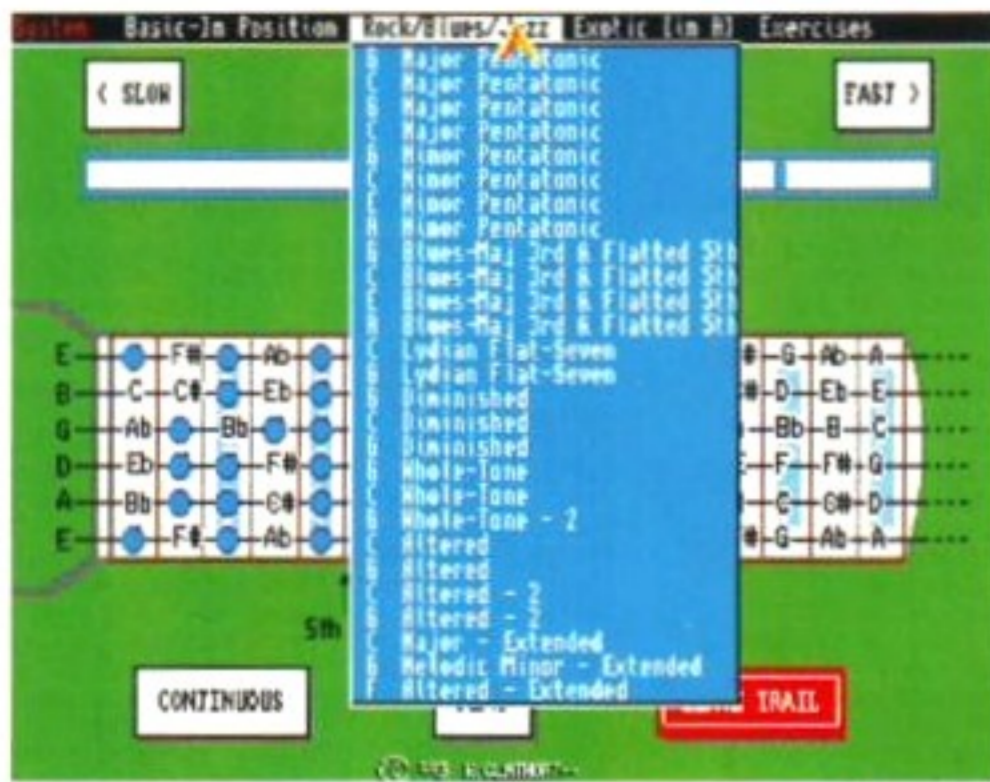 System Basic-In Position Rock/Blues/Jazz Exotic (in A) Exercises
< SLOW
FAST >
G Major Pentatonic
C Major Pentatonic
G Major Pentatonic
C Major Pentatonic
G Minor Pentatonic
C Minor Pentatonic
Minor Pentatonic
Minor Pentatonic
G Blues-Maj 3rd & Flatted 5th
C Blues-Maj 3rd & Flatted 5th
Blues-Maj 3rd & Flatted 5th
Blues-Maj 3rd & Flatted 5th
C Lydian Flat-Seven
G Lydian Flat-Seven
G Diminished
C Diminished
G Diminished
G Whole-Tone
C Whole-Tone
G Whole-Tone - 2
C Altered
G Altered
C Altered - 2
G Altered - 2
C Major - Extended
G Melodic Minor - Extended
Altered - Extended
E F# Ab # G Ab A
B C C# Eb # D Eb E
G Ab Bb Bb B C
D Eb F# F F# G
A Bb C# C C# D
E F# Ab # G Ab A
5th
CONTINUOUS
TRAIL